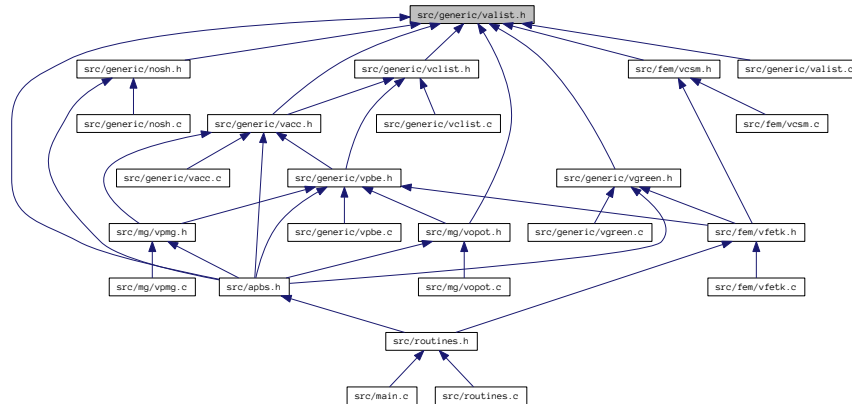 src/generic/valist.h
src/generic/nosh.h
src/generic/vclist.h
src/fem/vcsm.h
src/generic/valist.c
src/generic/nosh.c
src/generic/vacc.h
src/generic/vclist.c
src/fem/vcsm.c
src/generic/vacc.c
src/generic/vpbe.h
src/generic/vgreen.h
src/mg/vpmg.h
src/generic/vpbe.c
src/mg/vopot.h
src/generic/vgreen.c
src/fem/vfetk.h
src/mg/vpmg.c
src/apbs.h
src/mg/vopot.c
src/fem/vfetk.c
src/routines.h
src/main.c
src/routines.c